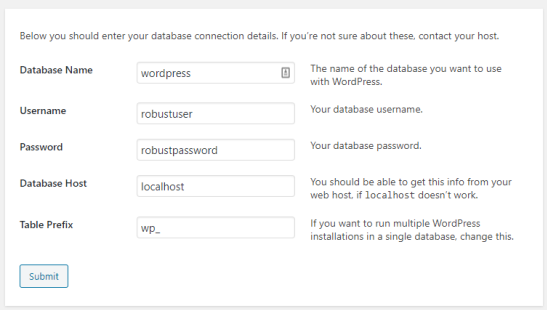 Below you should enter your database connection details. If you're not sure about these, contact your host.
Database Name
wordpress
The name of the database you want to use
with WordPress.
Username
robustuser
Your database username.
Password
robustpassword
Your database password.
Database Host
localhost
You should be able to get this info from your
web host, if localhost doesn't work.
Table Prefix
wp_
If you want to run multiple WordPress
installations in a single database, change this.
Submit